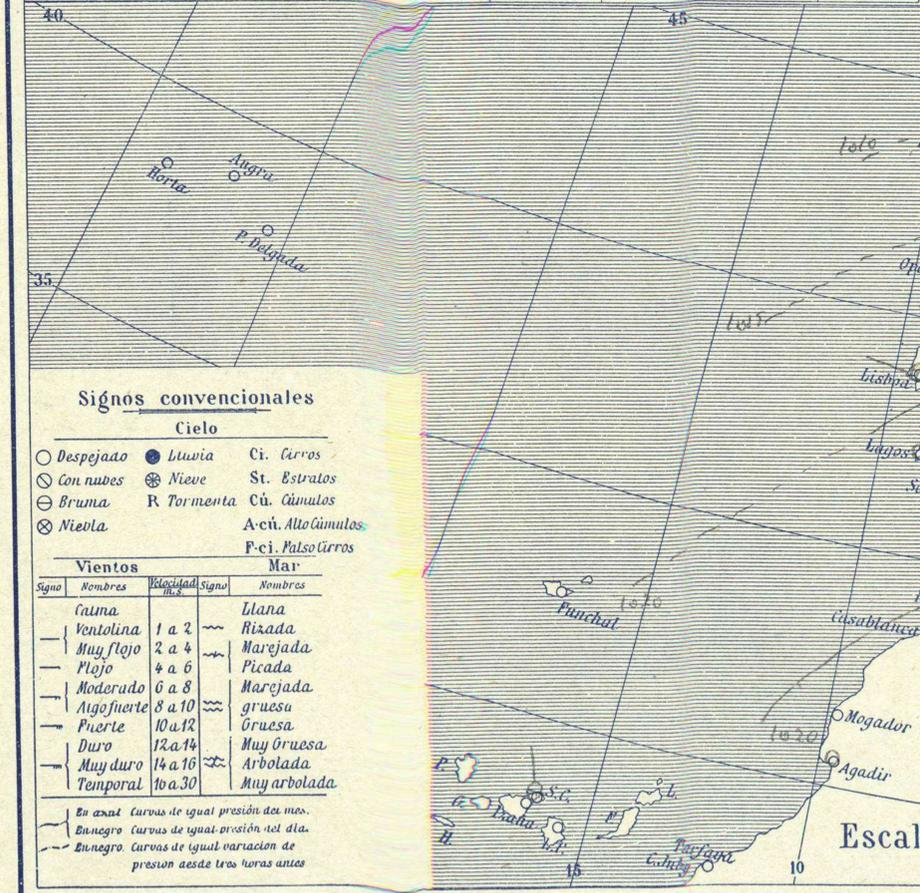 40
45
1010
Horta
Angra
P. Delgada
35
1015
Lisboa
Lagos
Signos convencionales
Cielo
Despejado Lluvia Ci. Cirros
Con nubes Nieve St. Estratos
Bruma R Tormenta Cú. Cúmulos
Niebla A-cú. Alto Cúmulos
F-ci. Falso Cirros
Vientos Mar
Signo Nombres Velocidad m.s. Signo Nombres
Calma Llana
Ventolina 1 a 2 Rizada
Muy flojo 2 a 4 Marejada
Flojo 4 a 6 Picada
Moderado 6 a 8 Marejada
Algo fuerte 8 a 10 gruesa
Fuerte 10 a 12 Gruesa
Duro 12 a 14 Muy Gruesa
Muy duro 14 a 16 Arbolada
Temporal 16 a 20 Muy arbolada
En azul Curvas de igual presión del mes.
En negro Curvas de igual presión del día.
En negro. Curvas de igual variación de
presión desde tres horas antes
Funchal
1020
Casablanca
Mogador
1020
Agadir
P.
G.
H.
S.C.
Izaña
L.P.
F.
L.
Tarfaya
C. Juby
15
10
Escal